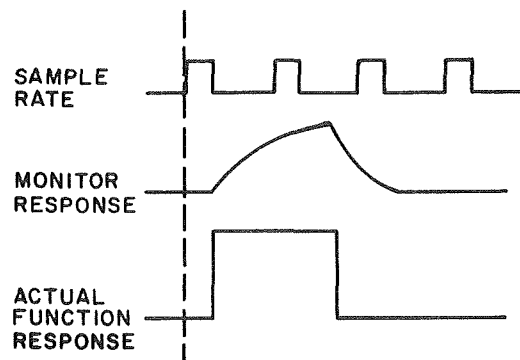 SAMPLE
RATE
MONITOR
RESPONSE
ACTUAL
FUNCTION
RESPONSE